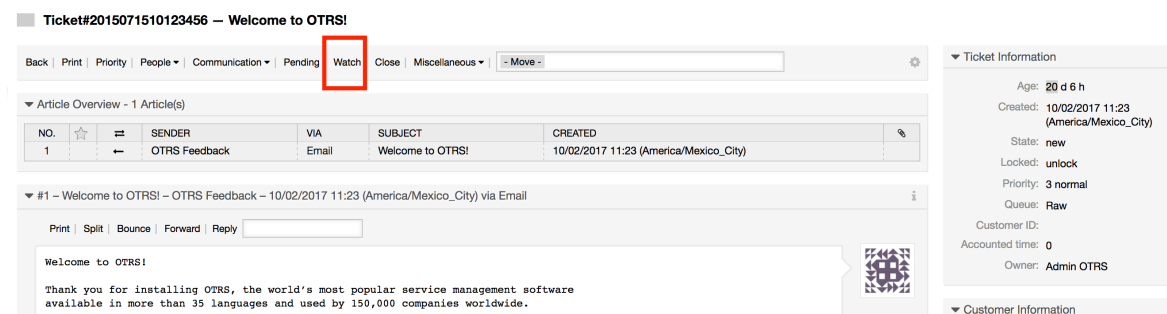 Ticket#2015071510123456 — Welcome to OTRS!
Back | Print | Priority | People | Communication | Pending | Watch | Close | Miscellaneous | - Move -
Article Overview - 1 Article(s)
NO. SENDER VIA SUBJECT CREATED
1 OTRS Feedback Email Welcome to OTRS! 10/02/2017 11:23 (America/Mexico_City)
#1 – Welcome to OTRS! – OTRS Feedback – 10/02/2017 11:23 (America/Mexico_City) via Email
Print | Split | Bounce | Forward | Reply
Welcome to OTRS!
Thank you for installing OTRS, the world's most popular service management software
available in more than 35 languages and used by 150,000 companies worldwide.
Ticket Information
Age: 20 d 6 h
Created: 10/02/2017 11:23
(America/Mexico_City)
State: new
Locked: unlock
Priority: 3 normal
Queue: Raw
Customer ID:
Accounted time: 0
Owner: Admin OTRS
Customer Information